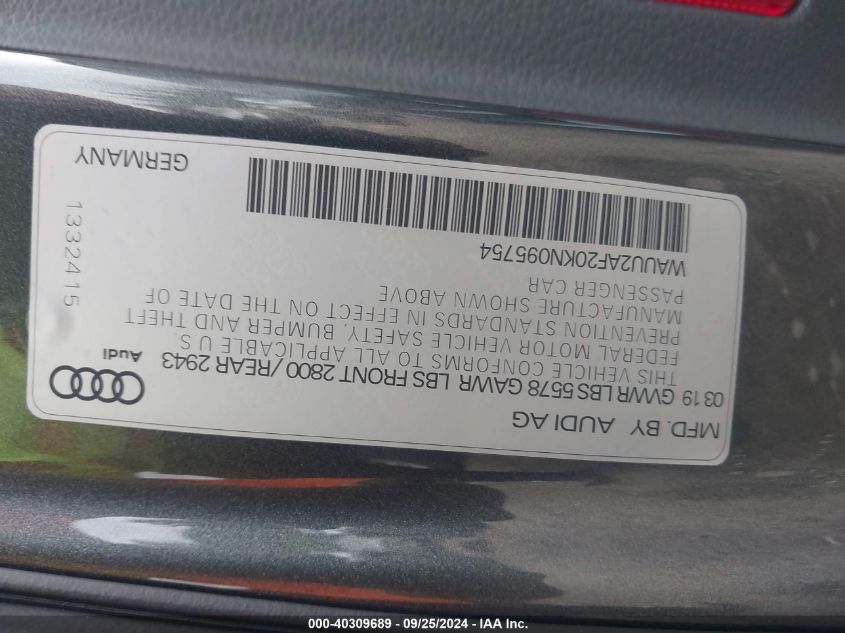 MFD. BY AUDI AG
0319 GVWR LBS 5578 GAWR LBS FRONT 2800 / REAR 2943
THIS VEHICLE CONFORMS TO ALL APPLICABLE U.S.
FEDERAL MOTOR VEHICLE SAFETY, BUMPER AND THEFT
PREVENTION STANDARDS IN EFFECT ON THE DATE OF
MANUFACTURE SHOWN ABOVE
PASSENGER CAR
WAUU2AF20KN095754
Audi
1332415
GERMANY
000-40309689 - 09/25/2024 - IAA Inc.